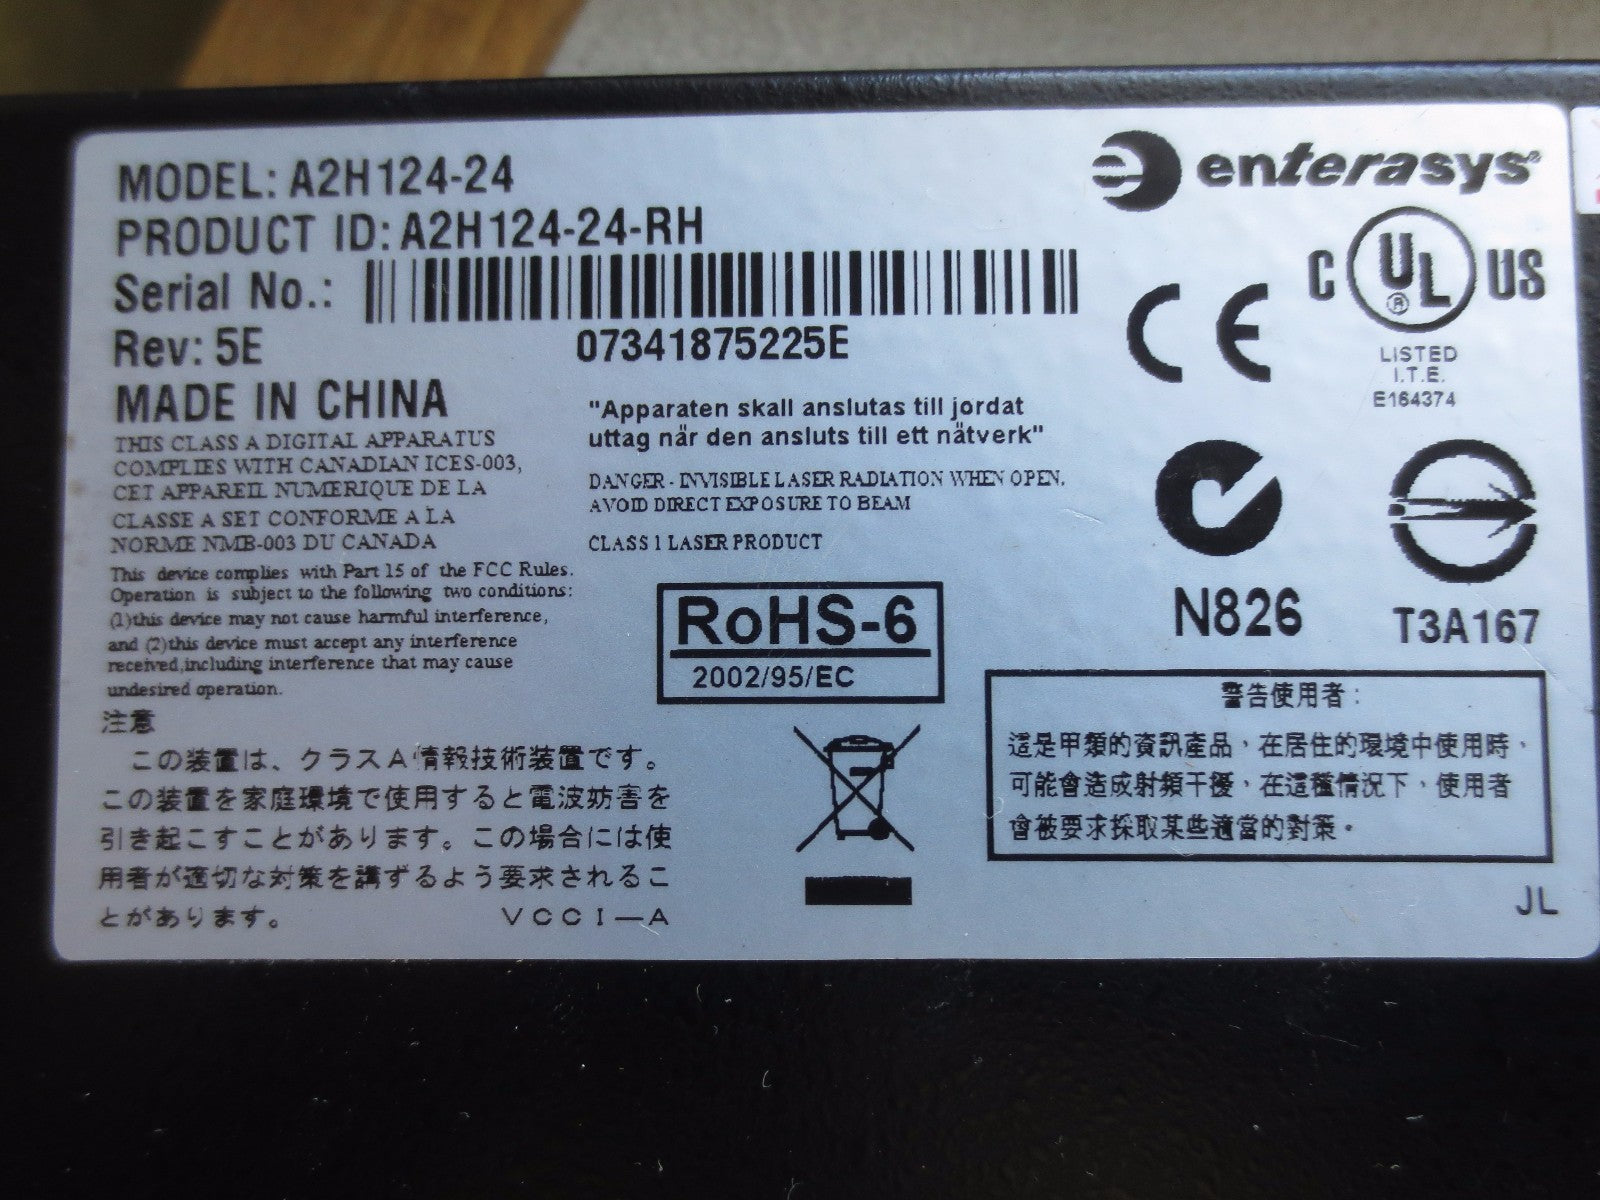 MODEL: A2H124-24
PRODUCT ID: A2H124-24-RH
Serial No.:
Rev: 5E
07341875225E
MADE IN CHINA
THIS CLASS A DIGITAL APPARATUS
COMPLIES WITH CANADIAN ICES-003,
CET APPAREIL NUMERIQUE DE LA
CLASSE A SET CONFORME A LA
NORME NMB-003 DU CANADA
This device complies with Part 15 of the FCC Rules.
Operation is subject to the following two conditions:
(1)this device may not cause harmful interference,
and (2)this device must accept any interference
received,including interference that may cause
undesired operation.
注意
この装置は、クラスA情報技術装置です。
この装置を家庭環境で使用すると電波妨害を
引き起こすことがあります。この場合には使
用者が適切な対策を講ずるよう要求されるこ
とがあります。 VCCI—A
"Apparaten skall anslutas till jordat
uttag när den ansluts till ett nätverk"
DANGER - INVISIBLE LASER RADIATION WHEN OPEN.
AVOID DIRECT EXPOSURE TO BEAM
CLASS 1 LASER PRODUCT
RoHS-6
2002/95/EC
enterasys®
CE
C UL® US
LISTED
I.T.E.
E164374
N826
T3A167
警告使用者：
這是甲類的資訊產品，在居住的環境中使用時，
可能會造成射頻干擾，在這種情況下，使用者
會被要求採取某些適當的對策。
JL